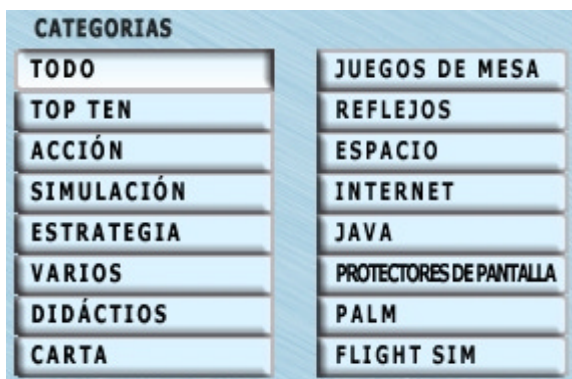 CATEGORIAS
TODO
TOP TEN
ACCIÓN
SIMULACIÓN
ESTRATEGIA
VARIOS
DIDÁCTIOS
CARTA
JUEGOS DE MESA
REFLEJOS
ESPACIO
INTERNET
JAVA
PROTECTORES DE PANTALLA
PALM
FLIGHT SIM